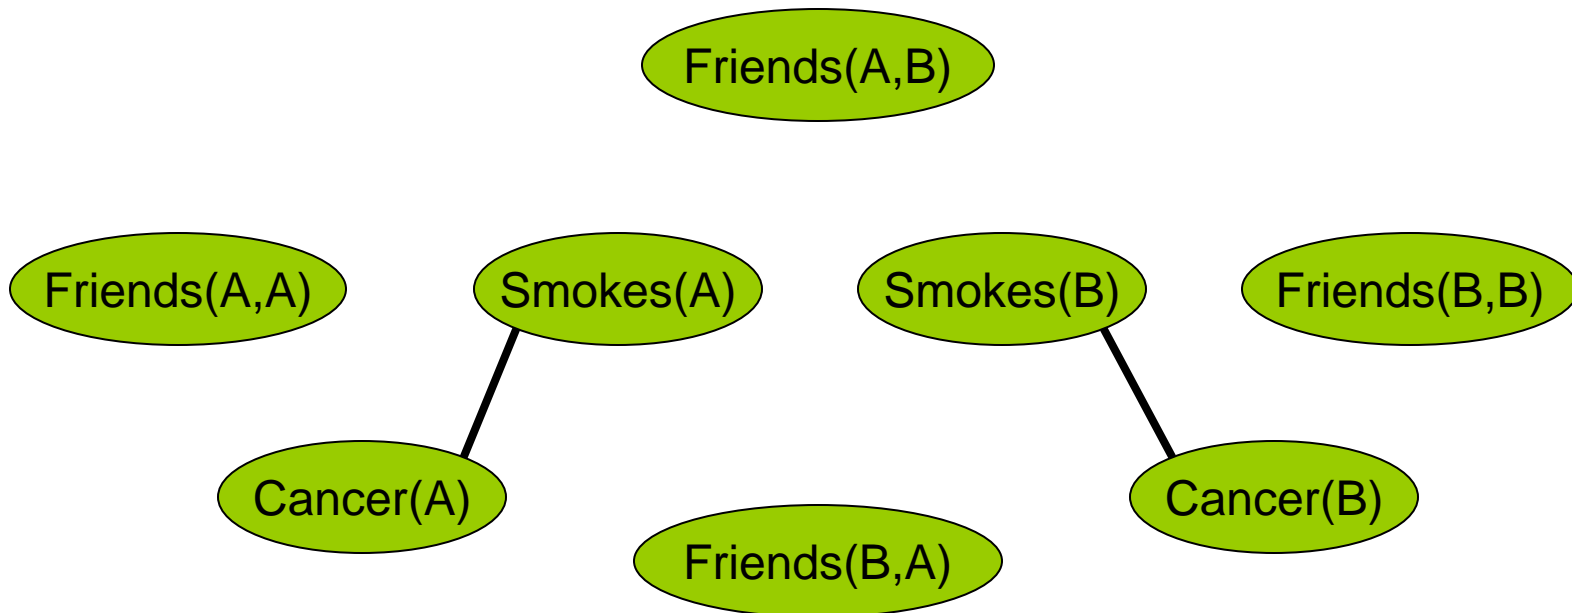 Friends(A,B)
Friends(A,A)
Smokes(A)
Smokes(B)
Friends(B,B)
Cancer(A)
Cancer(B)
Friends(B,A)